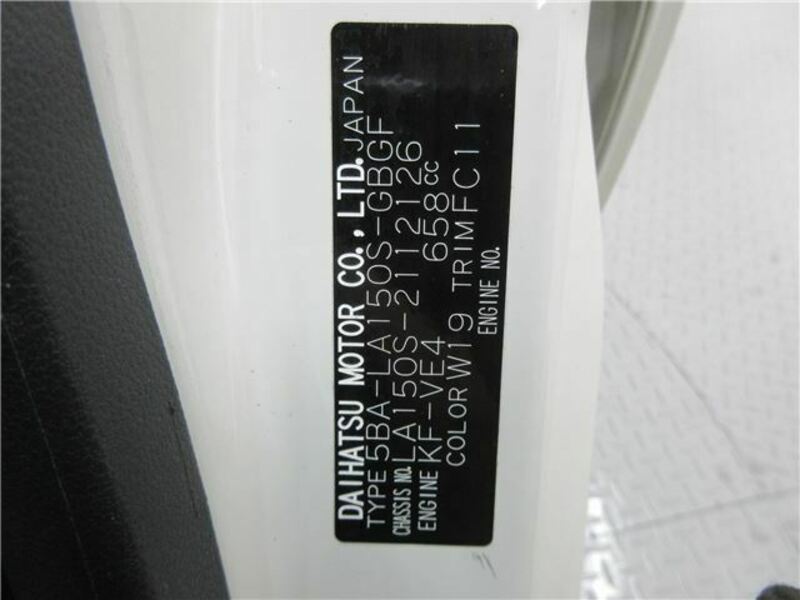 DAIHATSU MOTOR CO., LTD. JAPAN
TYPE 5BA-LA150S-GBGF
CHASSIS NO. LA150S-2112126
ENGINE KF-VE4 658cc
COLOR W19 TRIM FC11
ENGINE NO.